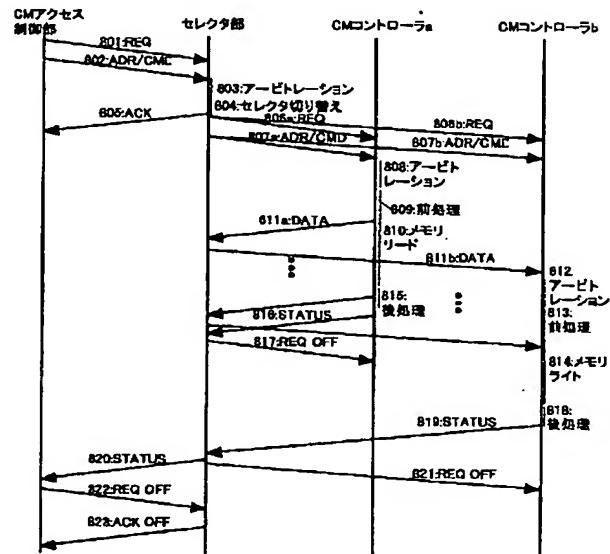 CMアクセス
制御部
セレクタ部
CMコントローラa
CMコントローラb
801:REQ
802:ADR/CMD
803:アービトレーション
804:セレクタ切り替え
805:ACK
806a:REQ
806b:REQ
807a:ADR/CMD
807b:ADR/CMD
808:アービト
レーション
809:前処理
810:メモリ
リード
811a:DATA
811b:DATA
812
アービト
レーション
813:
前処理
814:メモリ
ライト
815:
後処理
816:STATUS
817:REQ OFF
818:
後処理
819:STATUS
820:STATUS
821:REQ OFF
822:REQ OFF
823:ACK OFF